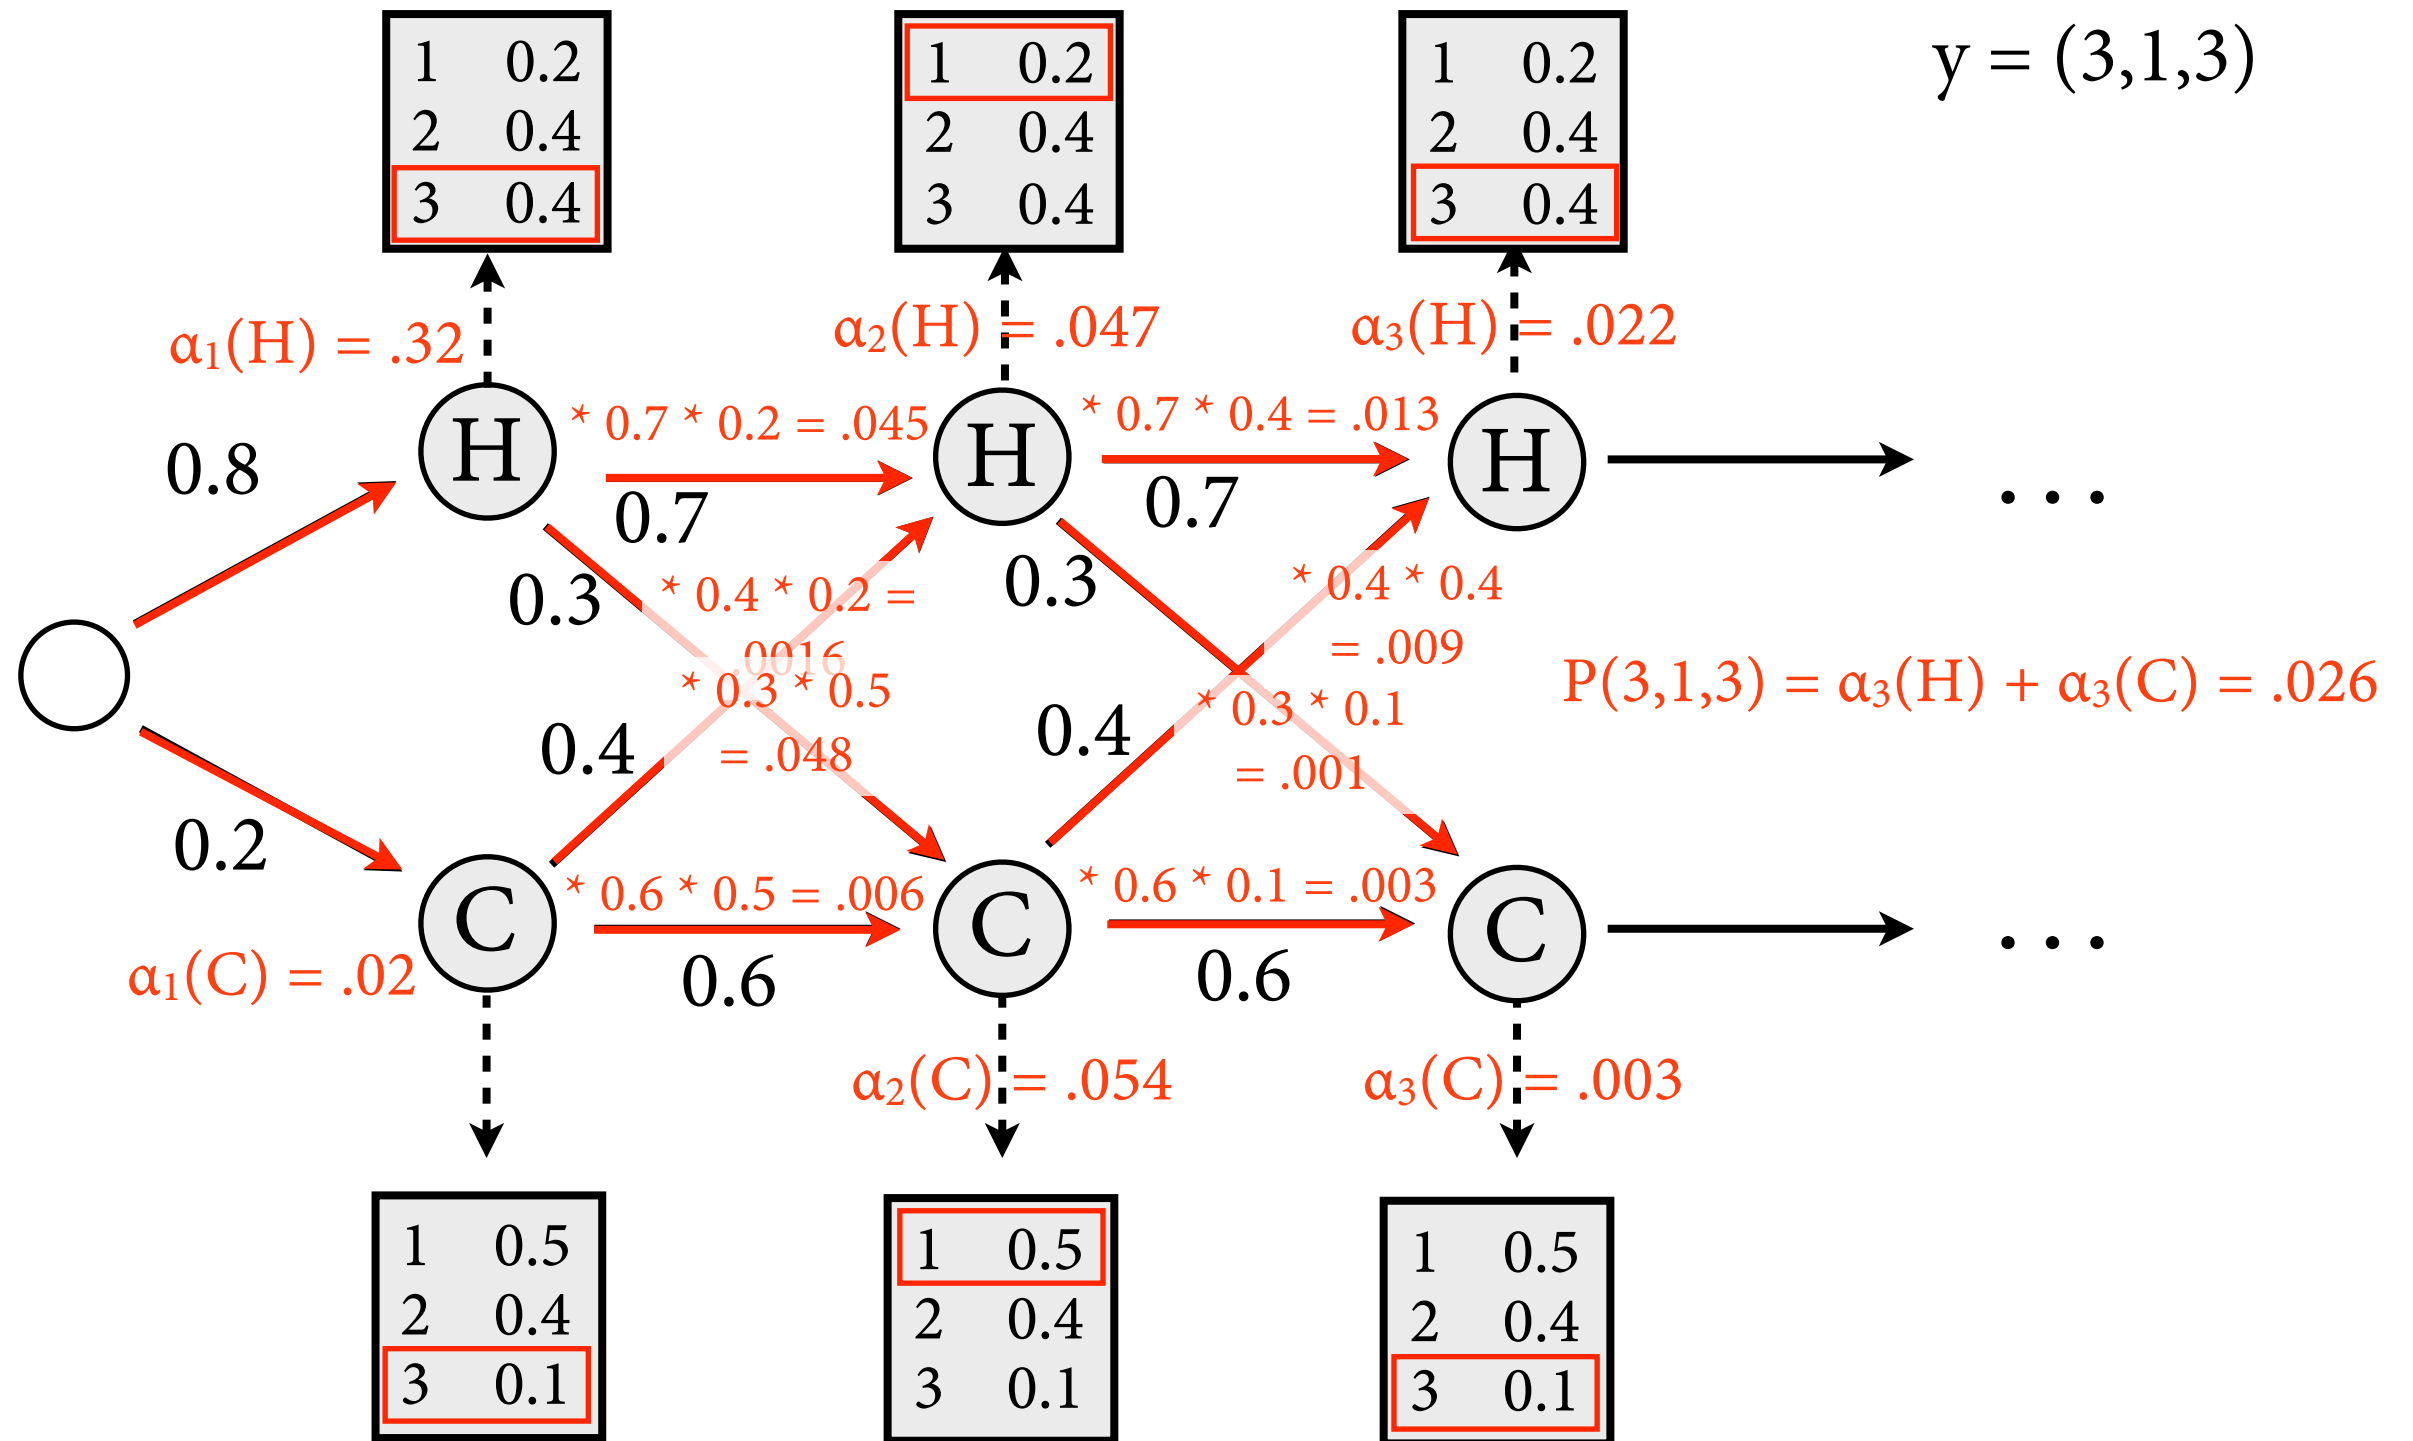 1 0.2
2 0.4
3 0.4
1 0.2
2 0.4
3 0.4
1 0.2
2 0.4
3 0.4
y = (3,1,3)
α1(H) = .32
α2(H) = .047
α3(H) = .022
0.8
H
* 0.7 * 0.2 = .045
0.7
H
* 0.7 * 0.4 = .013
0.7
H
. . .
0.3
* 0.4 * 0.2 =
.0016
* 0.3 * 0.5
= .048
0.4
0.3
* 0.4 * 0.4
= .009
* 0.3 * 0.1
= .001
0.4
P(3,1,3) = α3(H) + α3(C) = .026
0.2
C
* 0.6 * 0.5 = .006
0.6
C
* 0.6 * 0.1 = .003
0.6
C
. . .
α1(C) = .02
α2(C) = .054
α3(C) = .003
1 0.5
2 0.4
3 0.1
1 0.5
2 0.4
3 0.1
1 0.5
2 0.4
3 0.1